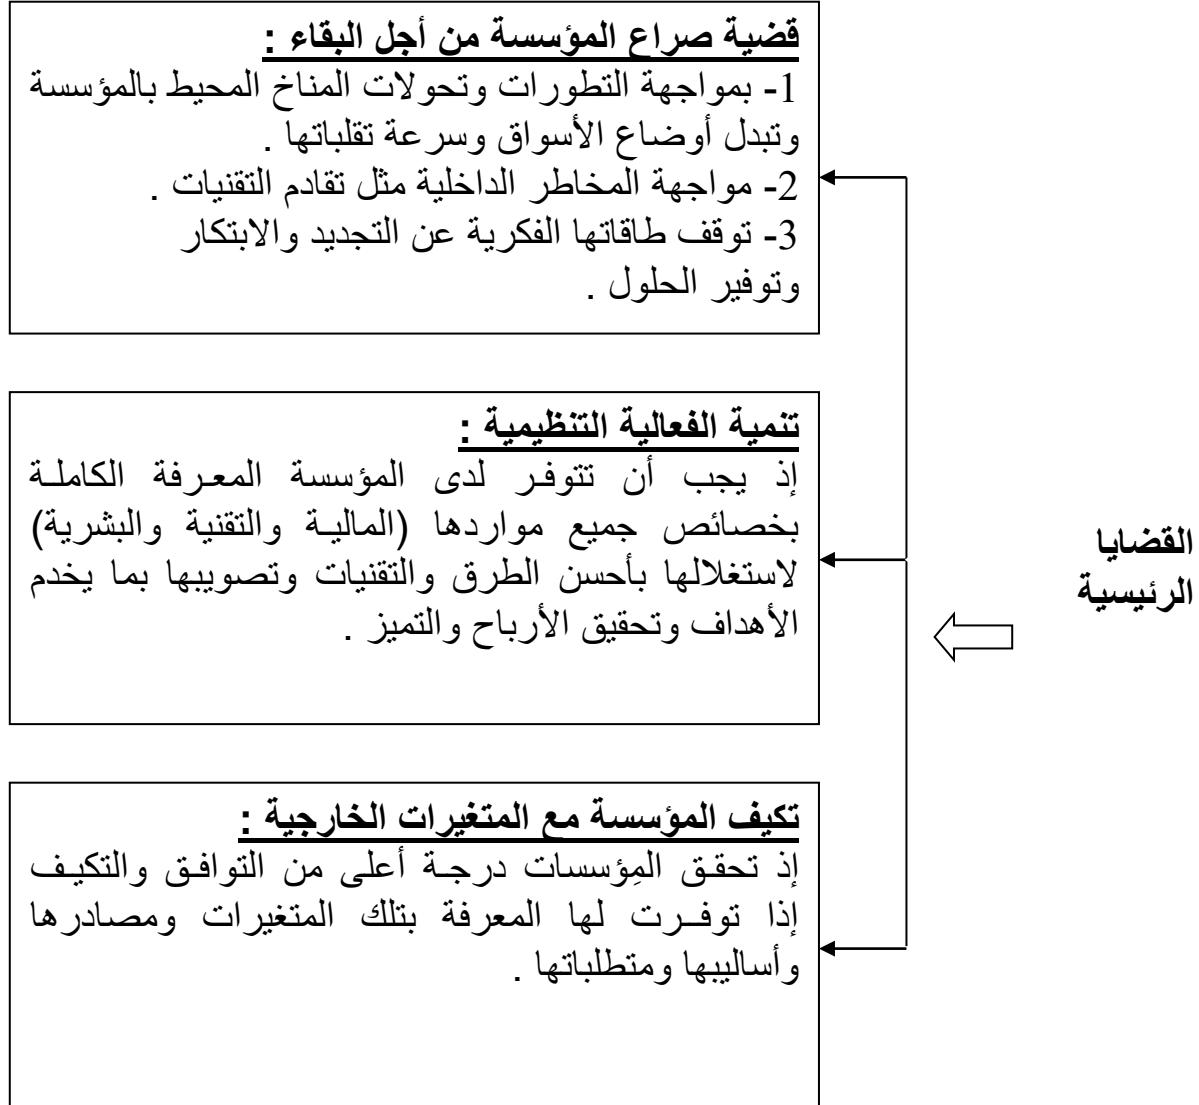 قضية صراع المؤسسة من أجل البقاء :
1- بمواجهة التطورات وتحولات المناخ المحيط بالمؤسسة
وتبدل أوضاع الأسواق وسرعة تقلباتها .
2- مواجهة المخاطر الداخلية مثل تقادم التقنيات .
3- توقف طاقاتها الفكرية عن التجديد والابتكار
وتوفير الحلول .
القضايا
الرئيسية
تنمية الفعالية التنظيمية :
إذ يجب أن تتوفر لدى المؤسسة المعرفة الكاملة
بخصائص جميع مواردها (المالية والتقنية والبشرية)
لاستغلالها بأحسن الطرق والتقنيات وتصويبها بما يخدم
الأهداف وتحقيق الأرباح والتميز .
تكيف المؤسسة مع المتغيرات الخارجية :
إذ تحقق المِؤسسات درجة أعلى من التوافق والتكيف
إذا توفرت لها المعرفة بتلك المتغيرات ومصادرها
وأساليبها ومتطلباتها .